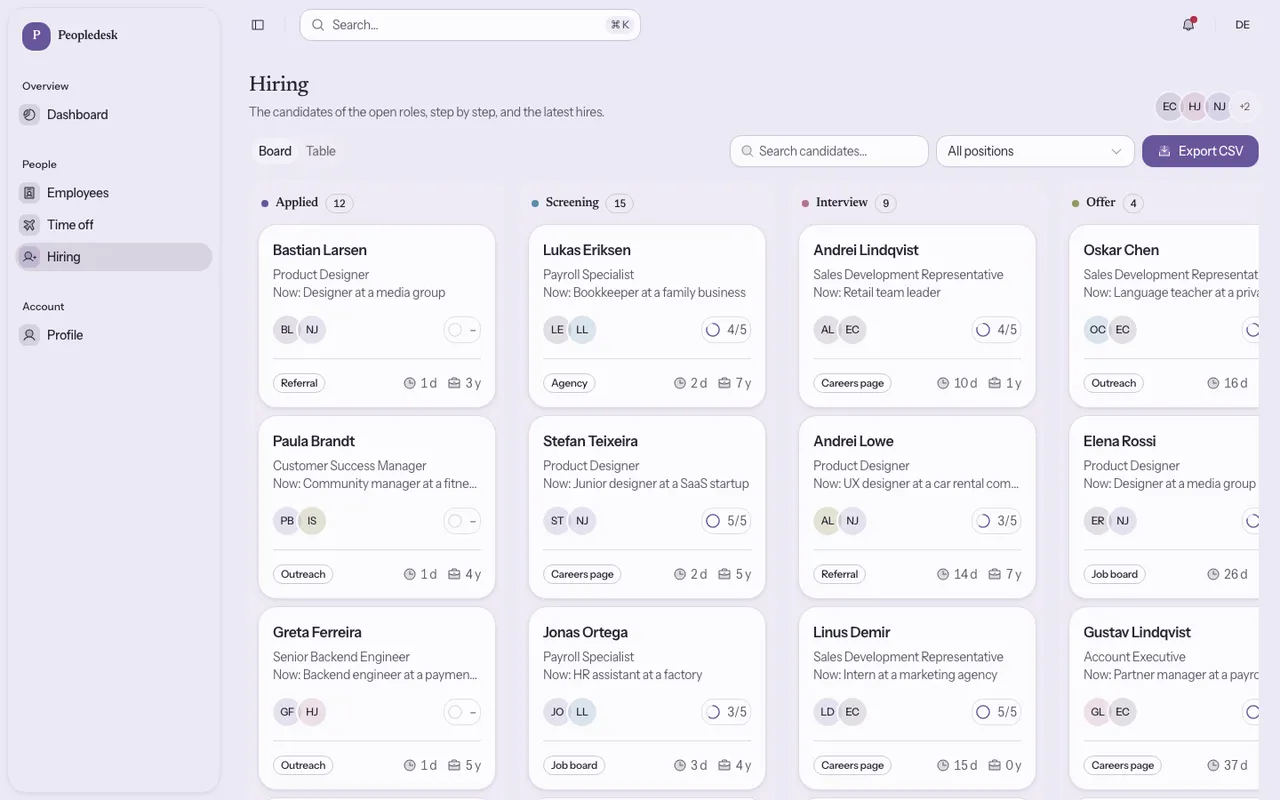 P Peopledesk
Overview
Dashboard
People
Employees
Time off
Hiring
Account
Profile
Search... ⌘ K
DE
Hiring
The candidates of the open roles, step by step, and the latest hires.
EC HJ NJ +2
Board Table
Search candidates...
All positions
Export CSV
Applied 12
Bastian Larsen
Product Designer
Now: Designer at a media group
BL NJ –
Referral 1 d 3 y
Paula Brandt
Customer Success Manager
Now: Community manager at a fitne...
PB IS –
Outreach 1 d 4 y
Greta Ferreira
Senior Backend Engineer
Now: Backend engineer at a paymen...
GF HJ –
Outreach 1 d 5 y
Screening 15
Lukas Eriksen
Payroll Specialist
Now: Bookkeeper at a family business
LE LL 4/5
Agency 2 d 7 y
Stefan Teixeira
Product Designer
Now: Junior designer at a SaaS startup
ST NJ 5/5
Careers page 2 d 5 y
Jonas Ortega
Payroll Specialist
Now: HR assistant at a factory
JO LL 3/5
Job board 3 d 4 y
Interview 9
Andrei Lindqvist
Sales Development Representative
Now: Retail team leader
AL EC 4/5
Careers page 10 d 1 y
Andrei Lowe
Product Designer
Now: UX designer at a car rental com...
AL NJ 3/5
Referral 14 d 7 y
Linus Demir
Sales Development Representative
Now: Intern at a marketing agency
LD EC 5/5
Careers page 15 d 0 y
Offer 4
Oskar Chen
Sales Development Representat
Now: Language teacher at a priva
OC EC
Outreach 16 d
Elena Rossi
Product Designer
Now: Designer at a media group
ER NJ
Job board 26 d
Gustav Lindqvist
Account Executive
Now: Partner manager at a payro
GL EC
Careers page 37 d